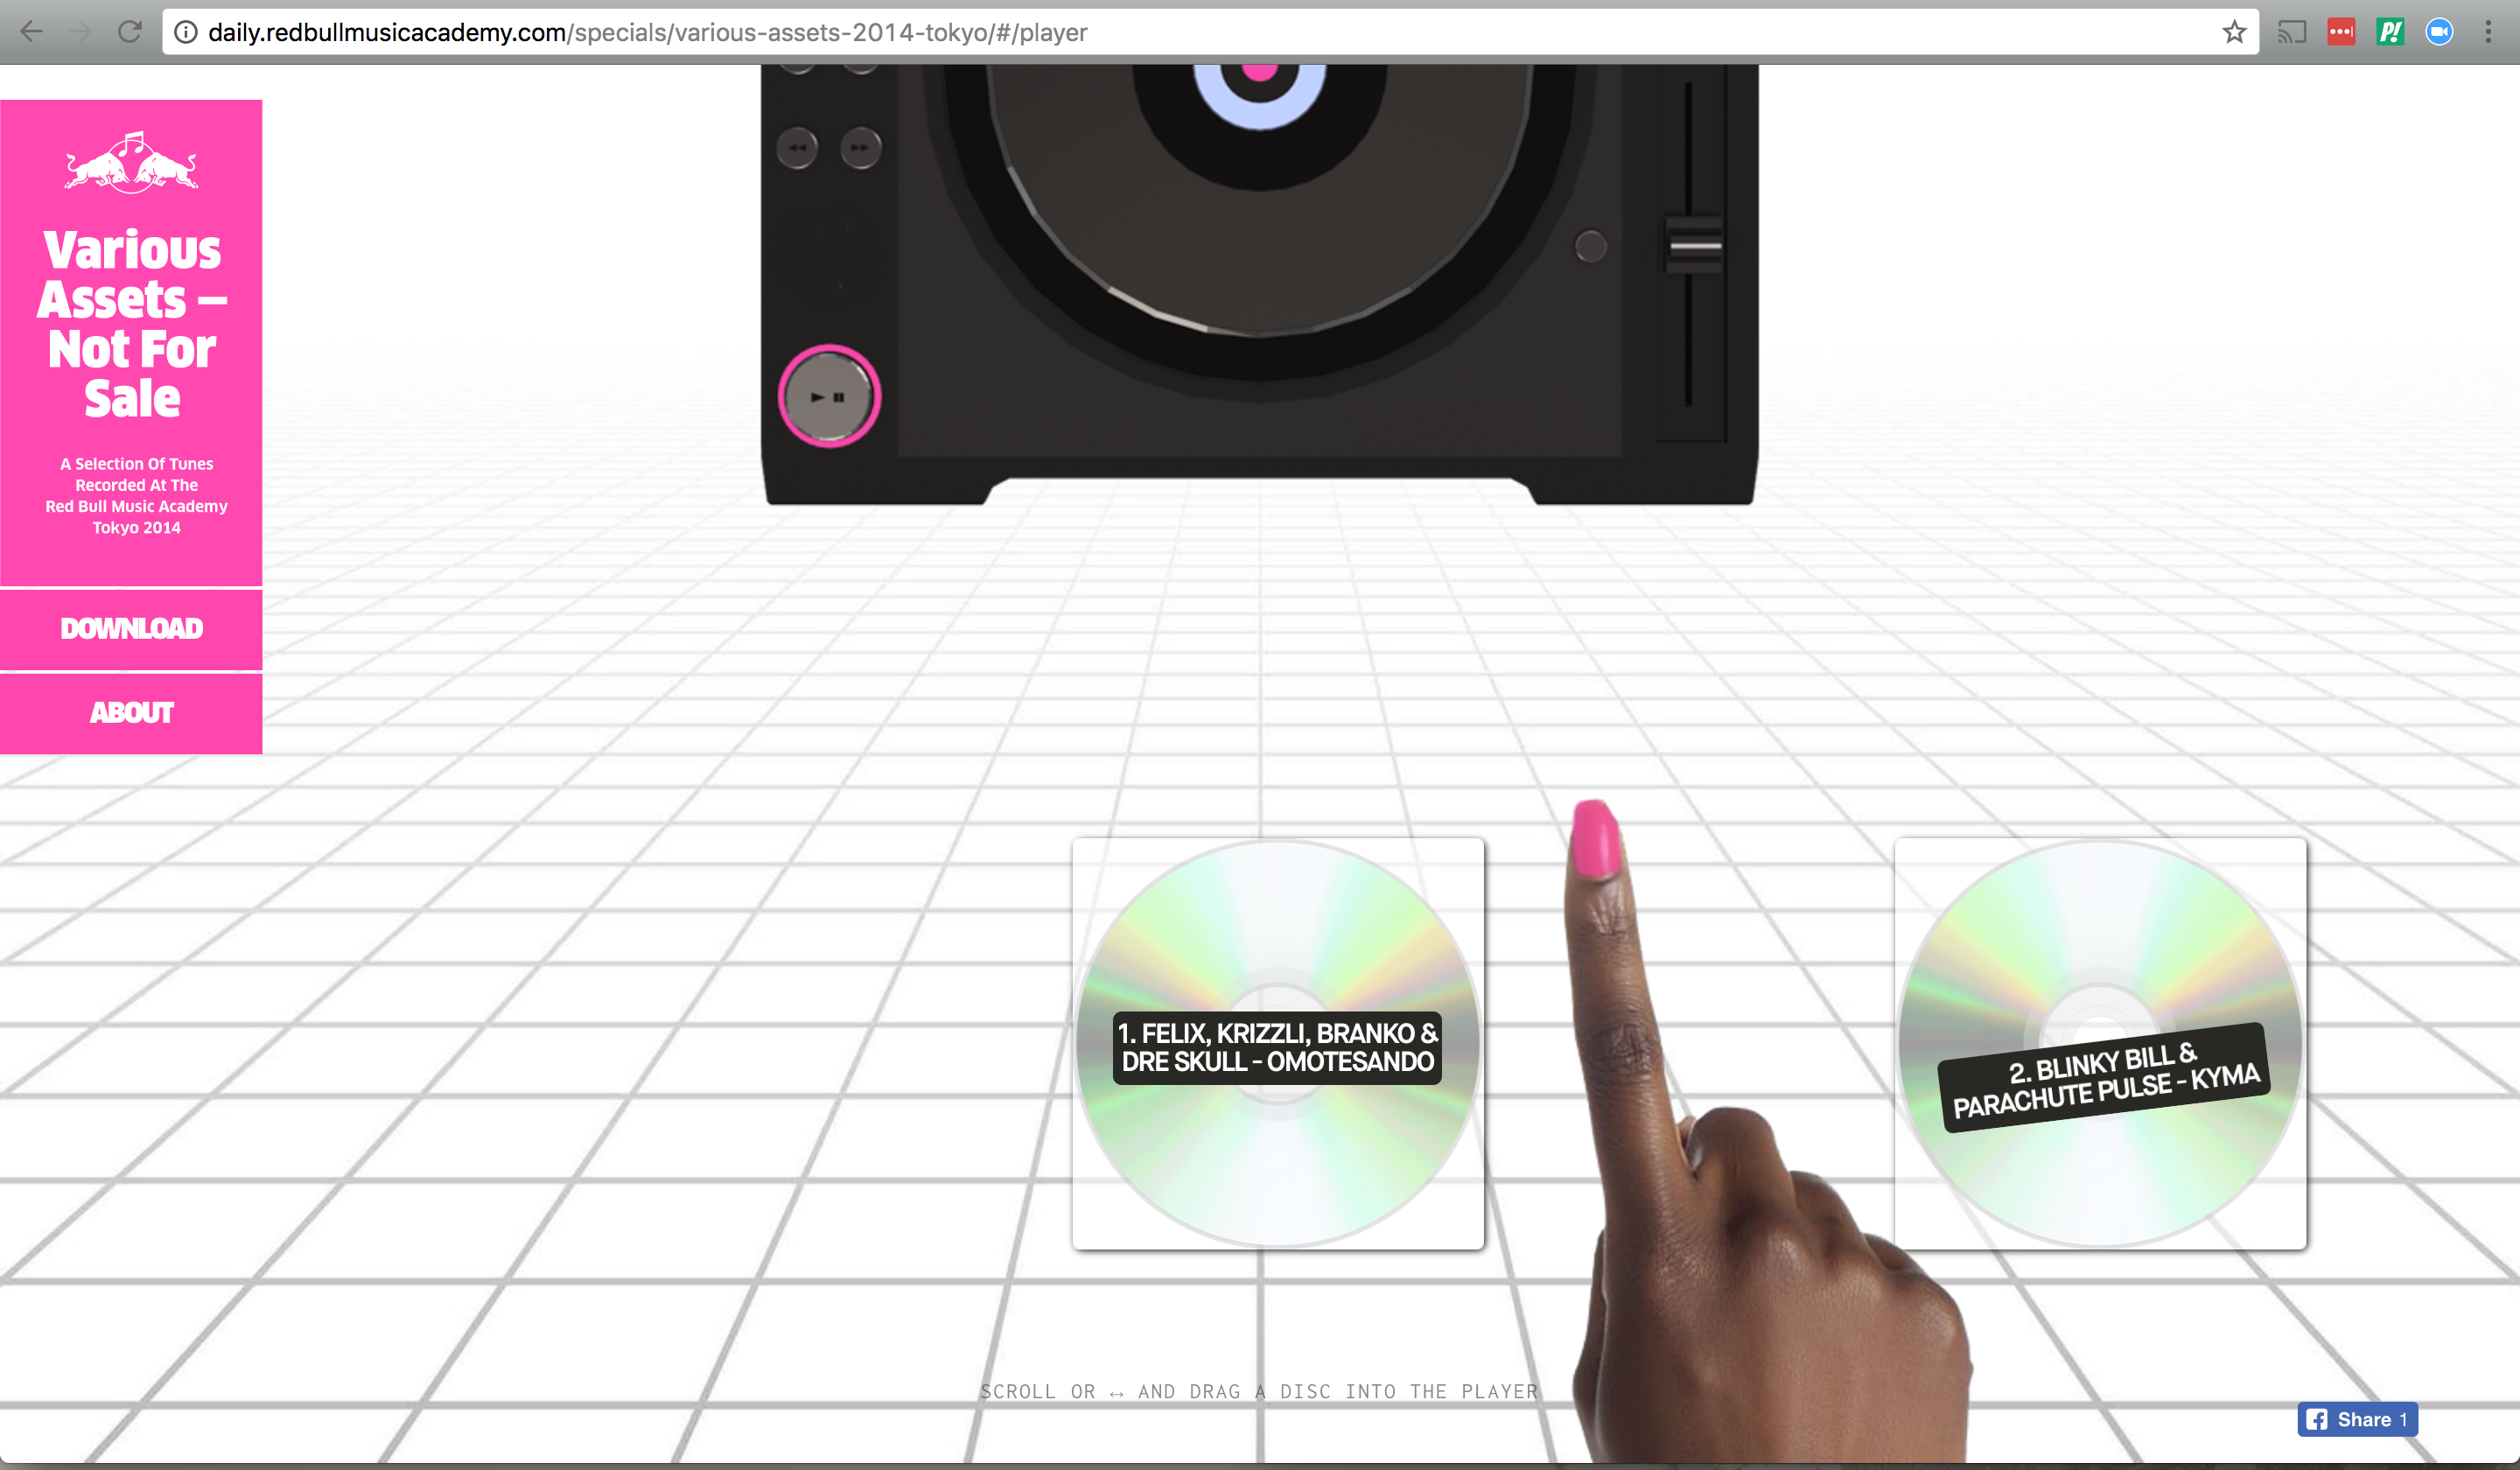 daily.redbullmusicacademy.com/specials/various-assets-2014-tokyo/#/player
Various
Assets –
Not For
Sale
A Selection Of Tunes
Recorded At The
Red Bull Music Academy
Tokyo 2014
DOWNLOAD
ABOUT
1. FELIX, KRIZZLI, BRANKO &
DRE SKULL - OMOTESANDO
2. BLINKY BILL &
PARACHUTE PULSE - KYMA
SCROLL OR ↔ AND DRAG A DISC INTO THE PLAYER
Share 1